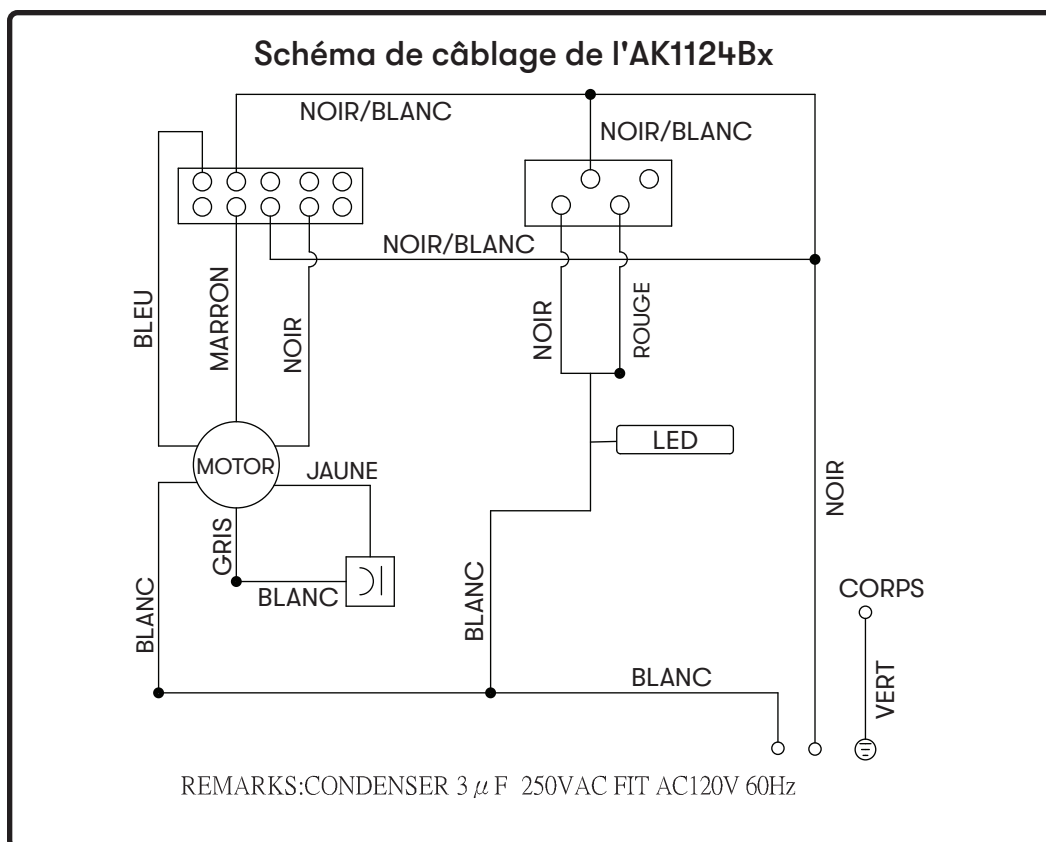 Schéma de câblage de l'AK1124Bx
NOIR/BLANC
NOIR/BLANC
NOIR/BLANC
BLEU
MARRON
NOIR
NOIR
ROUGE
LED
MOTOR
JAUNE
NOIR
GRIS
BLANC
BLANC
BLANC
CORPS
BLANC
VERT
REMARKS:CONDENSER 3 μ F 250VAC FIT AC120V 60Hz